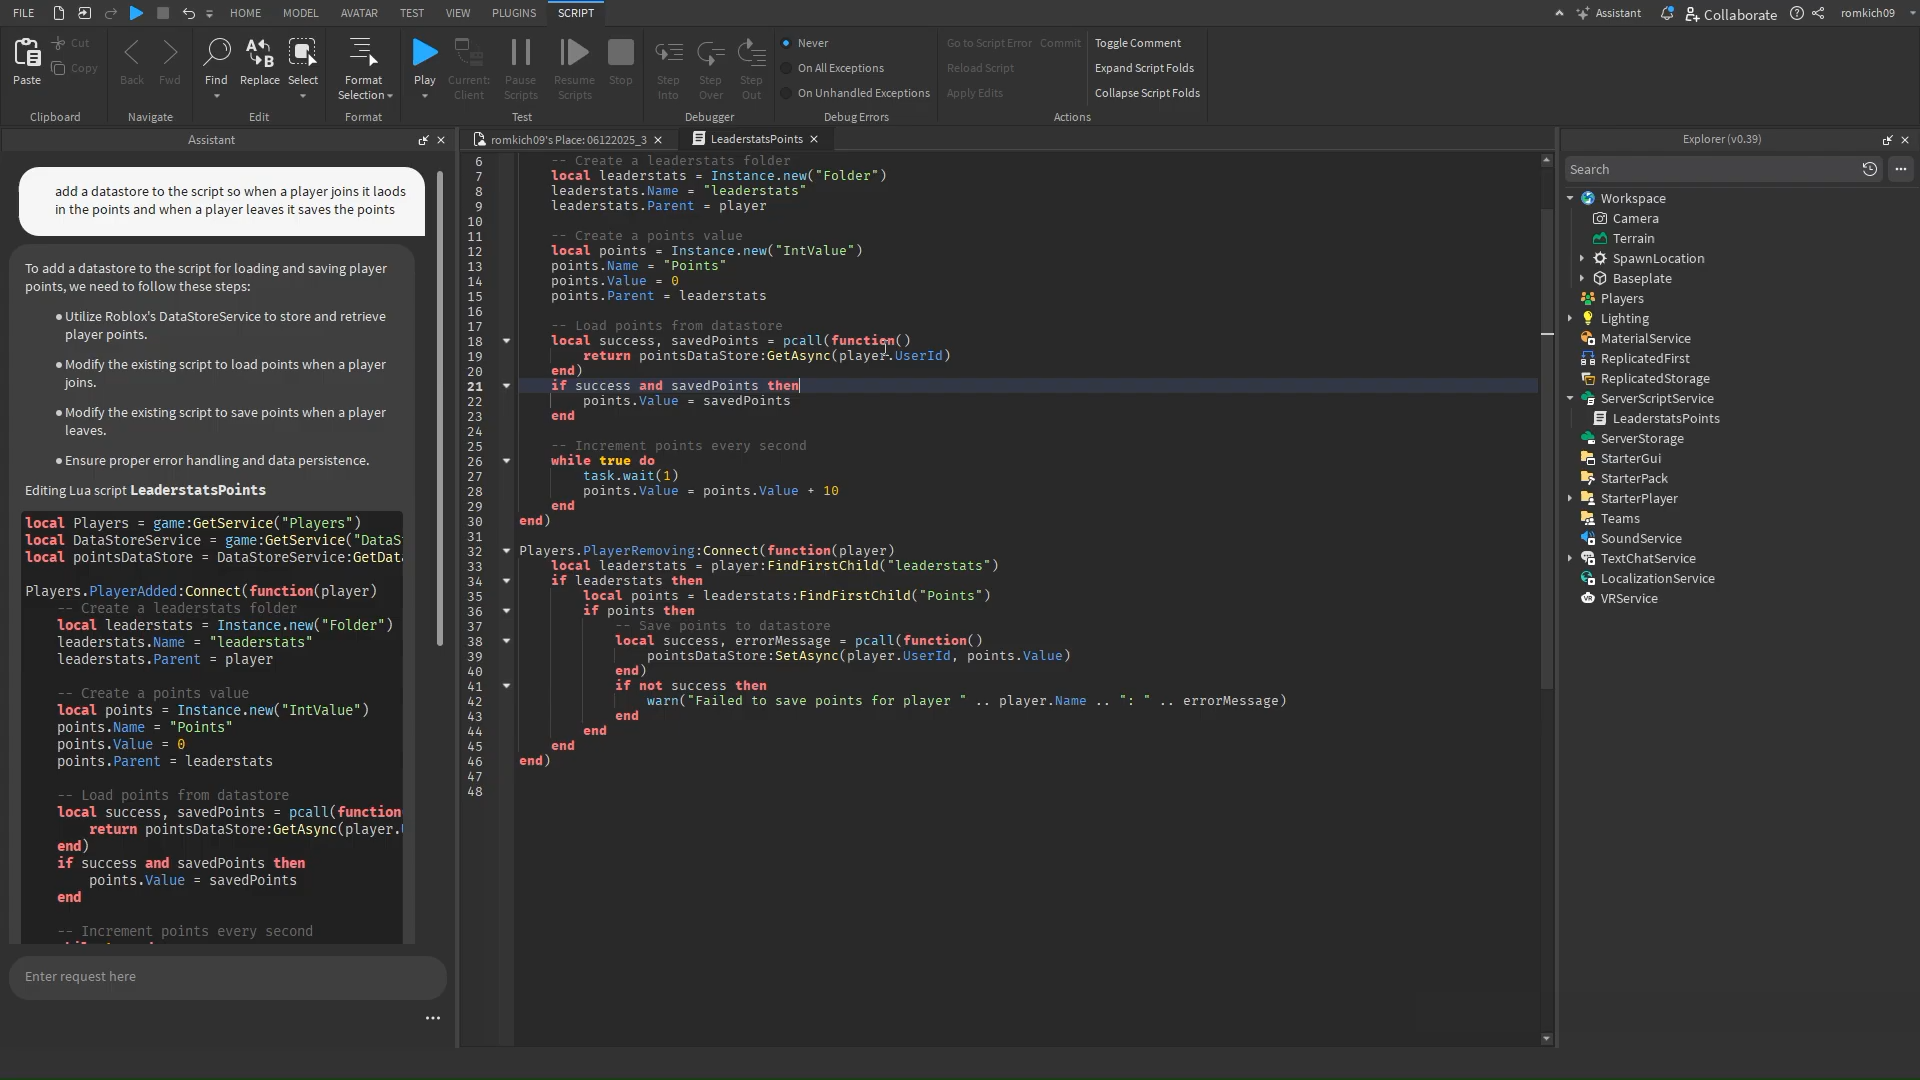 FILE HOME MODEL AVATAR TEST VIEW PLUGINS SCRIPT Assistant Collaborate romkich09
Paste Cut Copy
Back Fwd
Find Replace Select
Format Selection
Play Current: Client Pause Scripts Resume Scripts Stop
Step Into Step Over Step Out
Never
On All Exceptions
On Unhandled Exceptions
Go to Script Error Commit
Reload Script
Apply Edits
Toggle Comment
Expand Script Folds
Collapse Script Folds
Clipboard Navigate Edit Format Test Debugger Debug Errors Actions
Assistant
add a datastore to the script so when a player joins it laods
in the points and when a player leaves it saves the points
To add a datastore to the script for loading and saving player
points, we need to follow these steps:
● Utilize Roblox's DataStoreService to store and retrieve
player points.
● Modify the existing script to load points when a player
joins.
● Modify the existing script to save points when a player
leaves.
● Ensure proper error handling and data persistence.
Editing Lua script LeaderstatsPoints
local Players = game:GetService("Players")
local DataStoreService = game:GetService("DataS
local pointsDataStore = DataStoreService:GetData
Players.PlayerAdded:Connect(function(player)
-- Create a leaderstats folder
local leaderstats = Instance.new("Folder")
leaderstats.Name = "leaderstats"
leaderstats.Parent = player
-- Create a points value
local points = Instance.new("IntValue")
points.Name = "Points"
points.Value = 0
points.Parent = leaderstats
-- Load points from datastore
local success, savedPoints = pcall(function
return pointsDataStore:GetAsync(player.
end)
if success and savedPoints then
points.Value = savedPoints
end
-- Increment points every second
Enter request here
romkich09's Place: 06122025_3 LeaderstatsPoints
6 -- Create a leaderstats folder
7 local leaderstats = Instance.new("Folder")
8 leaderstats.Name = "leaderstats"
9 leaderstats.Parent = player
10
11 -- Create a points value
12 local points = Instance.new("IntValue")
13 points.Name = "Points"
14 points.Value = 0
15 points.Parent = leaderstats
16
17 -- Load points from datastore
18 local success, savedPoints = pcall(function()
19 return pointsDataStore:GetAsync(player.UserId)
20 end)
21 if success and savedPoints then
22 points.Value = savedPoints
23 end
24
25 -- Increment points every second
26 while true do
27 task.wait(1)
28 points.Value = points.Value + 10
29 end
30 end)
31
32 Players.PlayerRemoving:Connect(function(player)
33 local leaderstats = player:FindFirstChild("leaderstats")
34 if leaderstats then
35 local points = leaderstats:FindFirstChild("Points")
36 if points then
37 -- Save points to datastore
38 local success, errorMessage = pcall(function()
39 pointsDataStore:SetAsync(player.UserId, points.Value)
40 end)
41 if not success then
42 warn("Failed to save points for player " .. player.Name .. ": " .. errorMessage)
43 end
44 end
45 end
46 end)
47
48
Explorer (v0.39)
Search
Workspace
Camera
Terrain
SpawnLocation
Baseplate
Players
Lighting
MaterialService
ReplicatedFirst
ReplicatedStorage
ServerScriptService
LeaderstatsPoints
ServerStorage
StarterGui
StarterPack
StarterPlayer
Teams
SoundService
TextChatService
LocalizationService
VRService